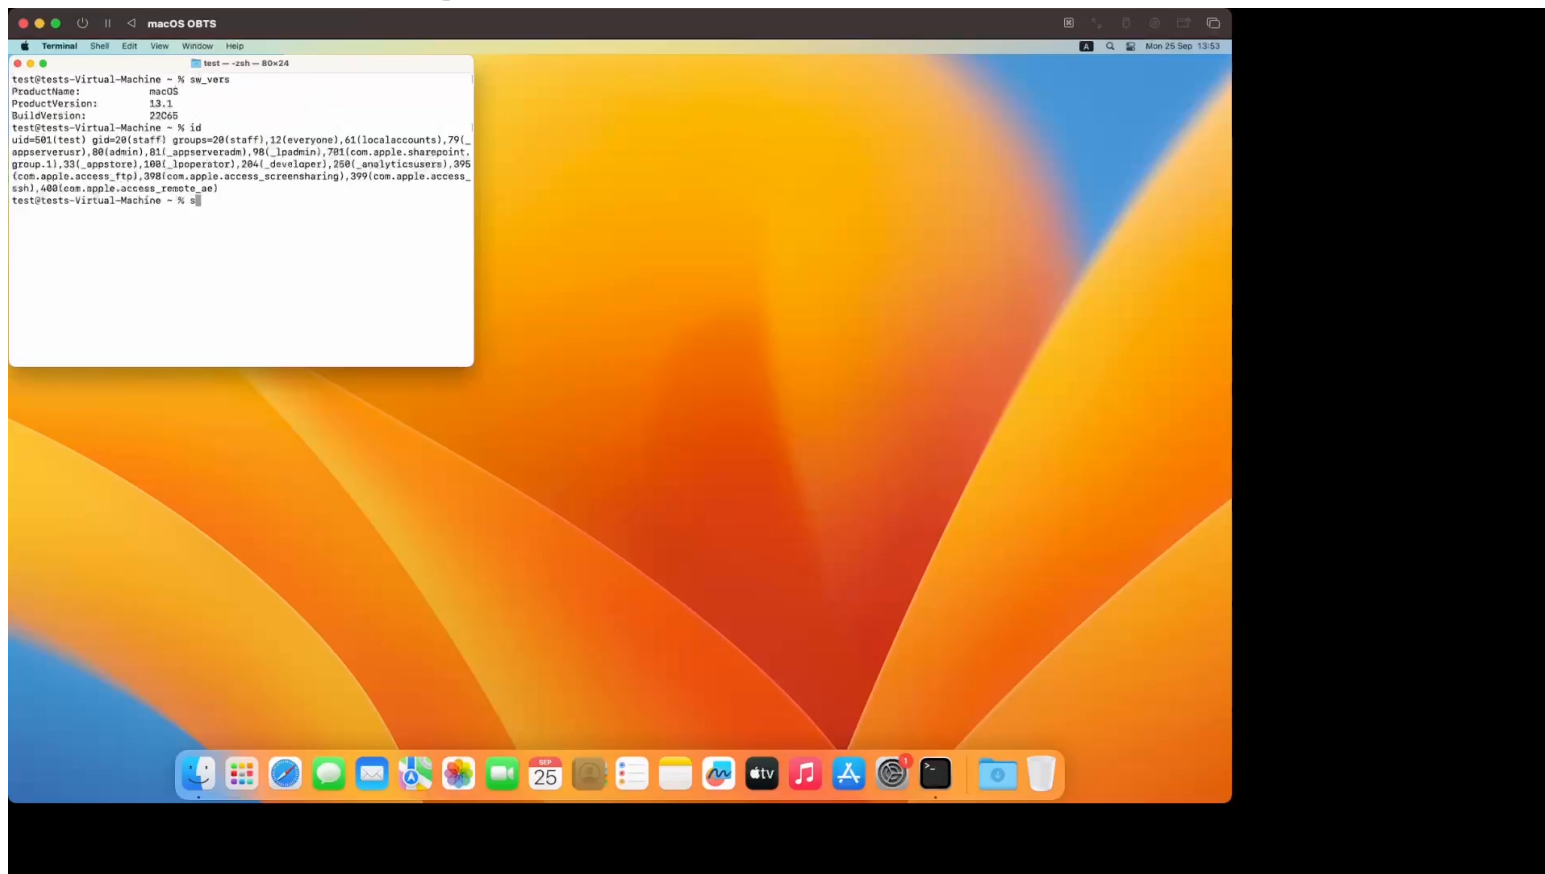 macOS OBTS
Terminal Shell Edit View Window Help
A Mon 25 Sep 13:53
test — -zsh — 80×24
test@tests-Virtual-Machine ~ % sw_vers
ProductName: macOS
ProductVersion: 13.1
BuildVersion: 22C65
test@tests-Virtual-Machine ~ % id
uid=501(test) gid=20(staff) groups=20(staff),12(everyone),61(localaccounts),79(_
appserverusr),80(admin),81(_appserveradm),98(_lpadmin),701(com.apple.sharepoint.
group.1),33(_appstore),100(_lpoperator),204(_developer),250(_analyticsusers),395
(com.apple.access_ftp),398(com.apple.access_screensharing),399(com.apple.access_
ssh),400(com.apple.access_remote_ae)
test@tests-Virtual-Machine ~ % s
SEP
25
tv
1
>_